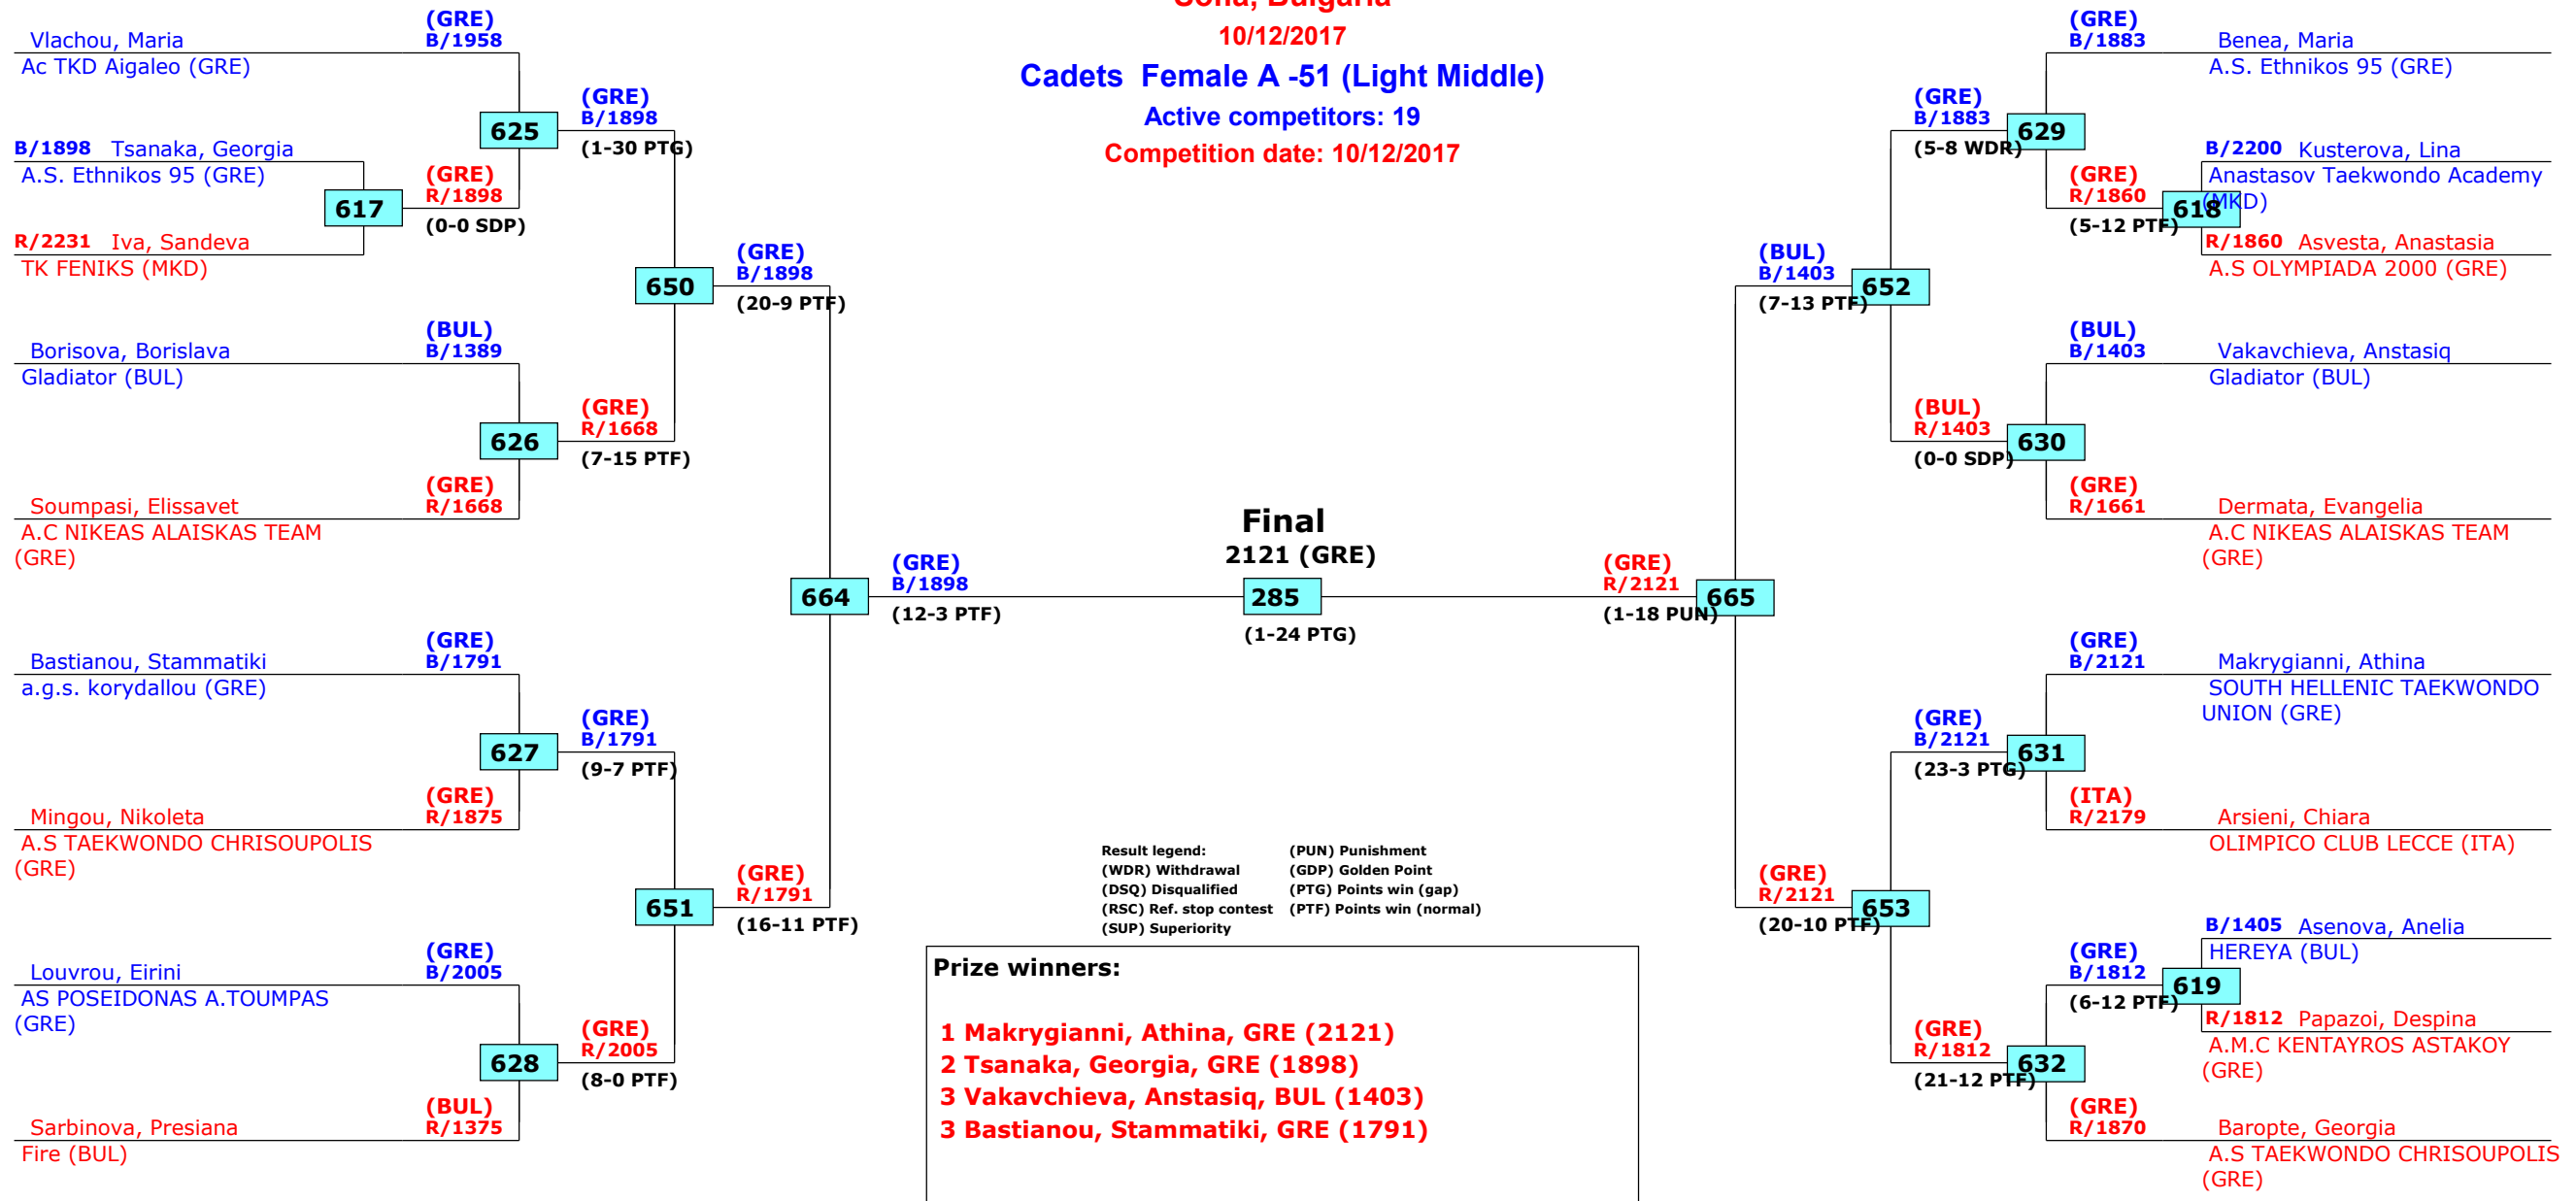 Sofia, Bulgaria
10/12/2017
Cadets Female A -51 (Light Middle)
Active competitors: 19
Competition date: 10/12/2017
Vlachou, Maria
(GRE)
B/1958
Ac TKD Aigaleo (GRE)
625
(GRE)
B/1898
(1-30 PTG)
B/1898 Tsanaka, Georgia
A.S. Ethnikos 95 (GRE)
617
(GRE)
R/1898
(0-0 SDP)
R/2231 Iva, Sandeva
TK FENIKS (MKD)
650
(GRE)
B/1898
(20-9 PTF)
Borisova, Borislava
(BUL)
B/1389
Gladiator (BUL)
626
(GRE)
R/1668
(7-15 PTF)
Soumpasi, Elissavet
(GRE)
R/1668
A.C NIKEAS ALAISKAS TEAM
(GRE)
664
(GRE)
B/1898
(12-3 PTF)
Bastianou, Stammatiki
(GRE)
B/1791
a.g.s. korydallou (GRE)
627
(GRE)
B/1791
(9-7 PTF)
Mingou, Nikoleta
(GRE)
R/1875
A.S TAEKWONDO CHRISOUPOLIS
(GRE)
651
(GRE)
R/1791
(16-11 PTF)
Louvrou, Eirini
(GRE)
B/2005
AS POSEIDONAS A.TOUMPAS
(GRE)
628
(GRE)
R/2005
(8-0 PTF)
Sarbinova, Presiana
(BUL)
R/1375
Fire (BUL)
Final
2121 (GRE)
285
(1-24 PTG)
(GRE)
R/2121
(1-18 PUN)
665
(GRE)
B/1883
Benea, Maria
A.S. Ethnikos 95 (GRE)
(GRE)
B/1883
(5-8 WDR)
629
B/2200 Kusterova, Lina
Anastasov Taekwondo Academy
(MKD)
(GRE)
R/1860
(5-12 PTF)
618
R/1860 Asvesta, Anastasia
A.S OLYMPIADA 2000 (GRE)
(BUL)
B/1403
(7-13 PTF)
652
(BUL)
B/1403
Vakavchieva, Anstasiq
Gladiator (BUL)
(BUL)
R/1403
(0-0 SDP)
630
(GRE)
R/1661
Dermata, Evangelia
A.C NIKEAS ALAISKAS TEAM
(GRE)
(GRE)
B/2121
Makrygianni, Athina
SOUTH HELLENIC TAEKWONDO
UNION (GRE)
(GRE)
B/2121
(23-3 PTG)
631
(ITA)
R/2179
Arsieni, Chiara
OLIMPICO CLUB LECCE (ITA)
(GRE)
R/2121
(20-10 PTF)
653
B/1405 Asenova, Anelia
HEREYA (BUL)
(GRE)
B/1812
(6-12 PTF)
619
R/1812 Papazoi, Despina
A.M.C KENTAYROS ASTAKOY
(GRE)
(GRE)
R/1812
(21-12 PTF)
632
(GRE)
R/1870
Baropte, Georgia
A.S TAEKWONDO CHRISOUPOLIS
(GRE)
Result legend: (PUN) Punishment
(WDR) Withdrawal (GDP) Golden Point
(DSQ) Disqualified (PTG) Points win (gap)
(RSC) Ref. stop contest (PTF) Points win (normal)
(SUP) Superiority
Prize winners:
1 Makrygianni, Athina, GRE (2121)
2 Tsanaka, Georgia, GRE (1898)
3 Vakavchieva, Anstasiq, BUL (1403)
3 Bastianou, Stammatiki, GRE (1791)